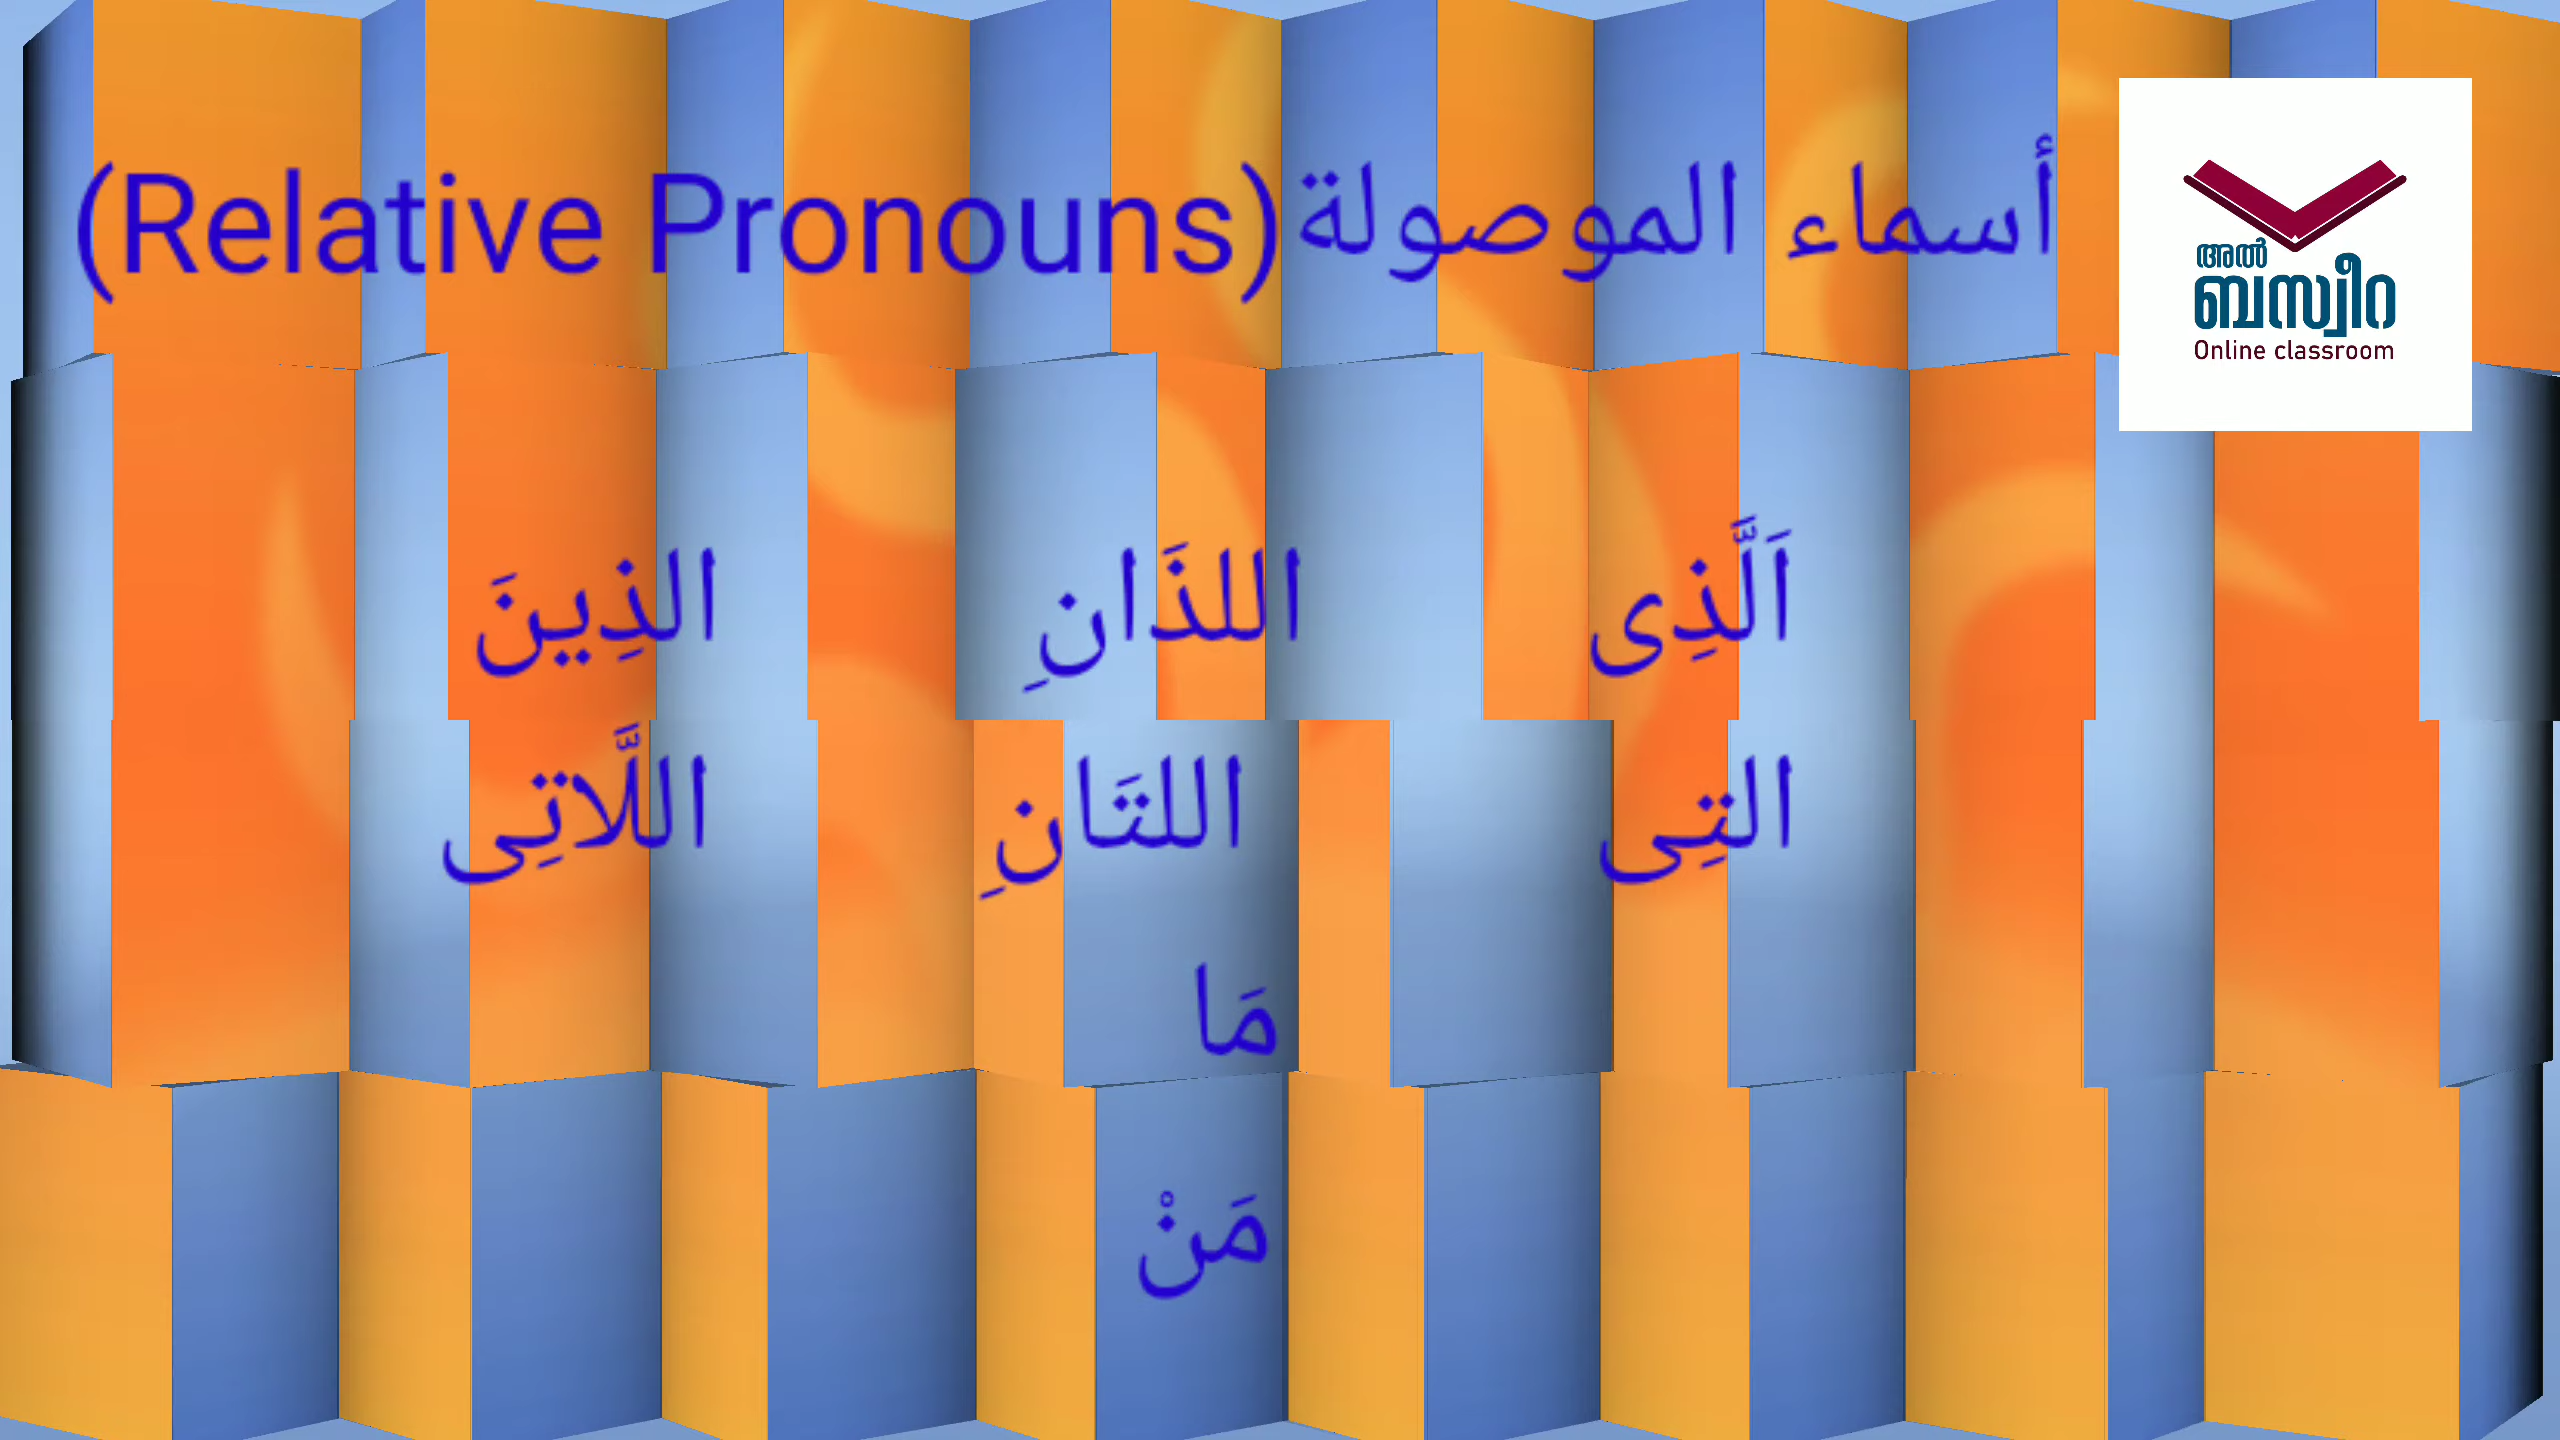 أسماء الموصولة(Relative Pronouns)
അൽ
ബസ്വീറ
Online classroom
اَلَّذِى اللذَانِ الذِينَ
التِى اللتَانِ اللَّاتِى
مَا
مَنْ